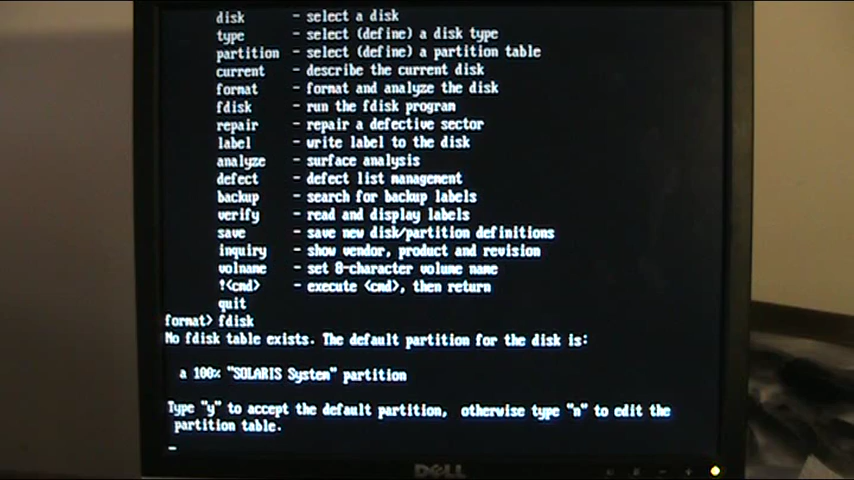 disk - select a disk
type - select (define) a disk type
partition - select (define) a partition table
current - describe the current disk
format - format and analyze the disk
fdisk - run the fdisk program
repair - repair a defective sector
label - write label to the disk
analyze - surface analysis
defect - defect list management
backup - search for backup labels
verify - read and display labels
save - save new disk/partition definitions
inquiry - show vendor, product and revision
volname - set 8-character volume name
!<cmd> - execute <cmd>, then return
quit
format> fdisk
No fdisk table exists. The default partition for the disk is:
a 100% "SOLARIS System" partition
Type "y" to accept the default partition, otherwise type "n" to edit the
partition table.
DELL